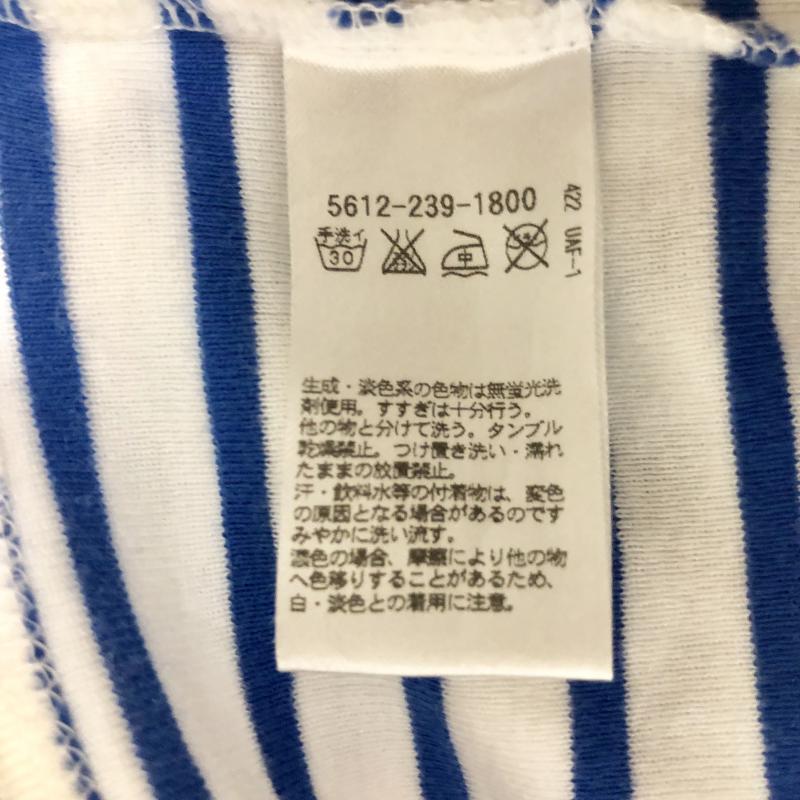 5612-239-1800
422 UAF-1
手洗イ
30
中
生成・淡色系の色物は無蛍光洗
剤使用。すすぎは十分行う。
他の物と分けて洗う。タンブル
乾燥禁止。つけ置き洗い・濡れ
たままの放置禁止。
汗・飲料水等の付着物は、変色
の原因となる場合があるのです
みやかに洗い流す。
濃色の場合、摩擦により他の物
へ色移りすることがあるため、
白・淡色との着用に注意。